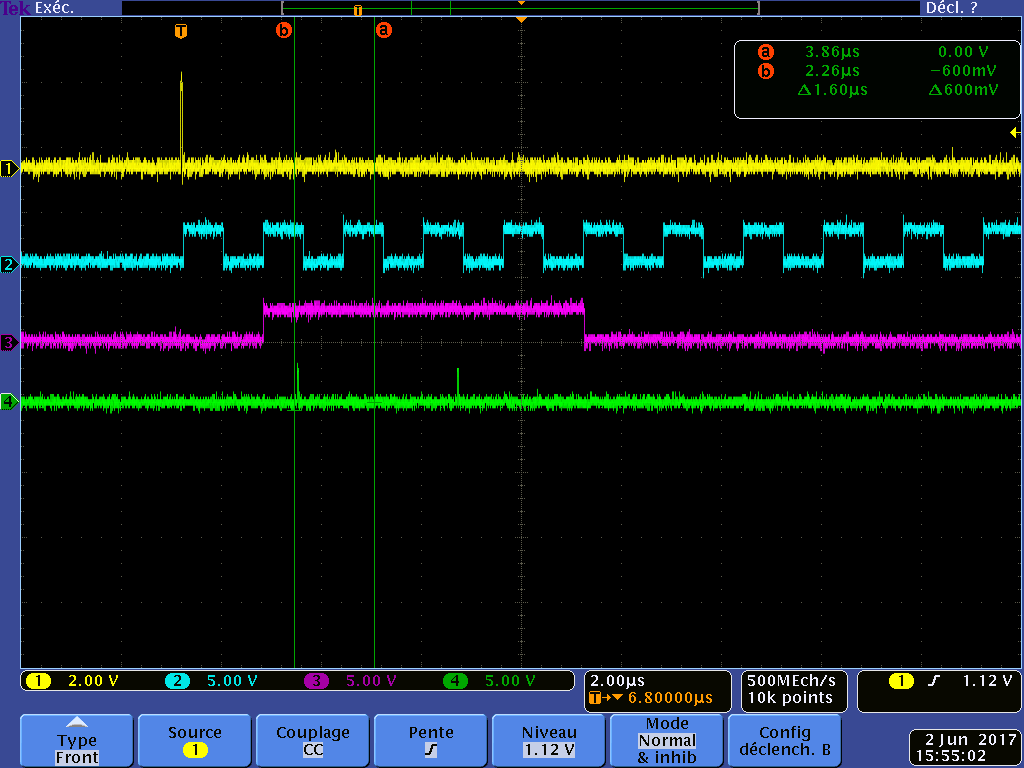 Tek Exéc.
T
Décl. ?
T
b
a
a 3.86µs 0.00 V
b 2.26µs −600mV
Δ1.60µs Δ600mV
1
2
3
4
1 2.00 V 2 5.00 V 3 5.00 V 4 5.00 V
2.00µs
T→▼ 6.80000µs
500MEch/s
10k points
1 1.12 V
Type
Front
Source
1
Couplage
CC
Pente
Niveau
1.12 V
Mode
Normal
& inhib
Config
déclench. B
2 Jun 2017
15:55:02